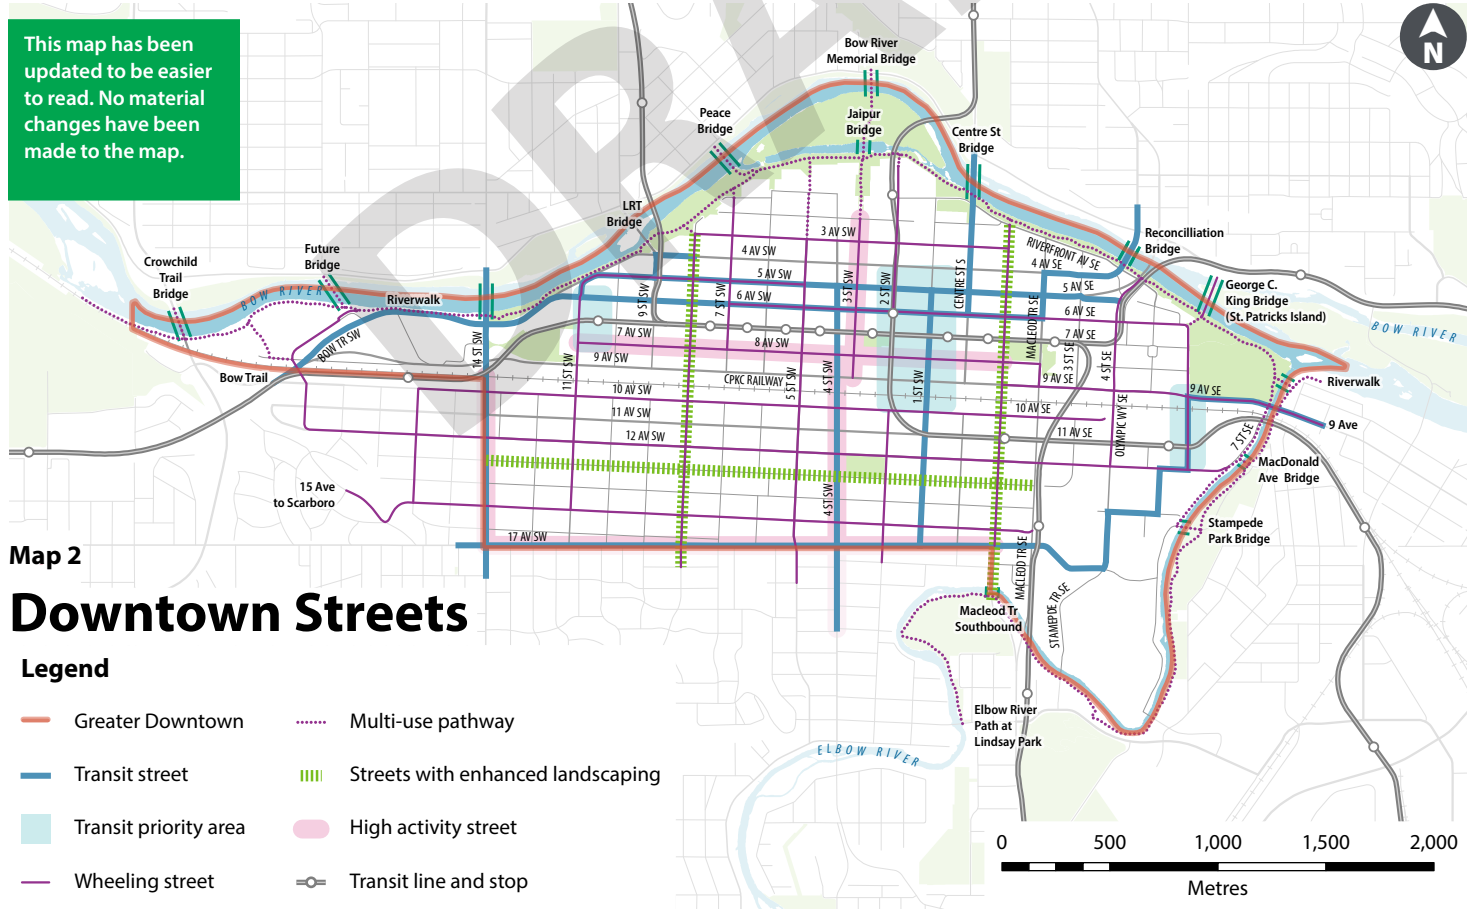 This map has been
updated to be easier
to read. No material
changes have been
made to the map.
DRA
N
Bow River
Memorial Bridge
Peace
Bridge
Jaipur
Bridge
Centre St
Bridge
LRT
Bridge
Reconcilliation
Bridge
Future
Bridge
Crowchild
Trail
Bridge
George C.
King Bridge
(St. Patricks Island)
BOW RIVER
Riverwalk
BOW RIVER
3 AV SW
4 AV SW
5 AV SW
6 AV SW
7 AV SW
8 AV SW
9 AV SW
CPKC RAILWAY
10 AV SW
11 AV SW
12 AV SW
17 AV SW
RIVERFRONT AV SE
4 AV SE
5 AV SE
6 AV SE
7 AV SE
9 AV SE
9 AV SE
10 AV SE
11 AV SE
BOW TR SW
14 ST SW
11 ST SW
9 ST SW
7 ST SW
5 ST SW
4 ST SW
4 ST SW
3 ST SW
2 ST SW
1 ST SW
CENTRE ST S
MACLEOD TR SE
MACLEOD TR SE
3 ST SE
4 ST SE
OLYMPIC WY SE
7 ST SE
STAMPEDE TR SE
Bow Trail
Riverwalk
9 Ave
MacDonald
Ave Bridge
15 Ave
to Scarboro
Stampede
Park Bridge
Macleod Tr
Southbound
Elbow River
Path at
Lindsay Park
ELBOW RIVER
Map 2
Downtown Streets
Legend
Greater Downtown
Transit street
Transit priority area
Wheeling street
Multi-use pathway
Streets with enhanced landscaping
High activity street
Transit line and stop
0 500 1,000 1,500 2,000
Metres